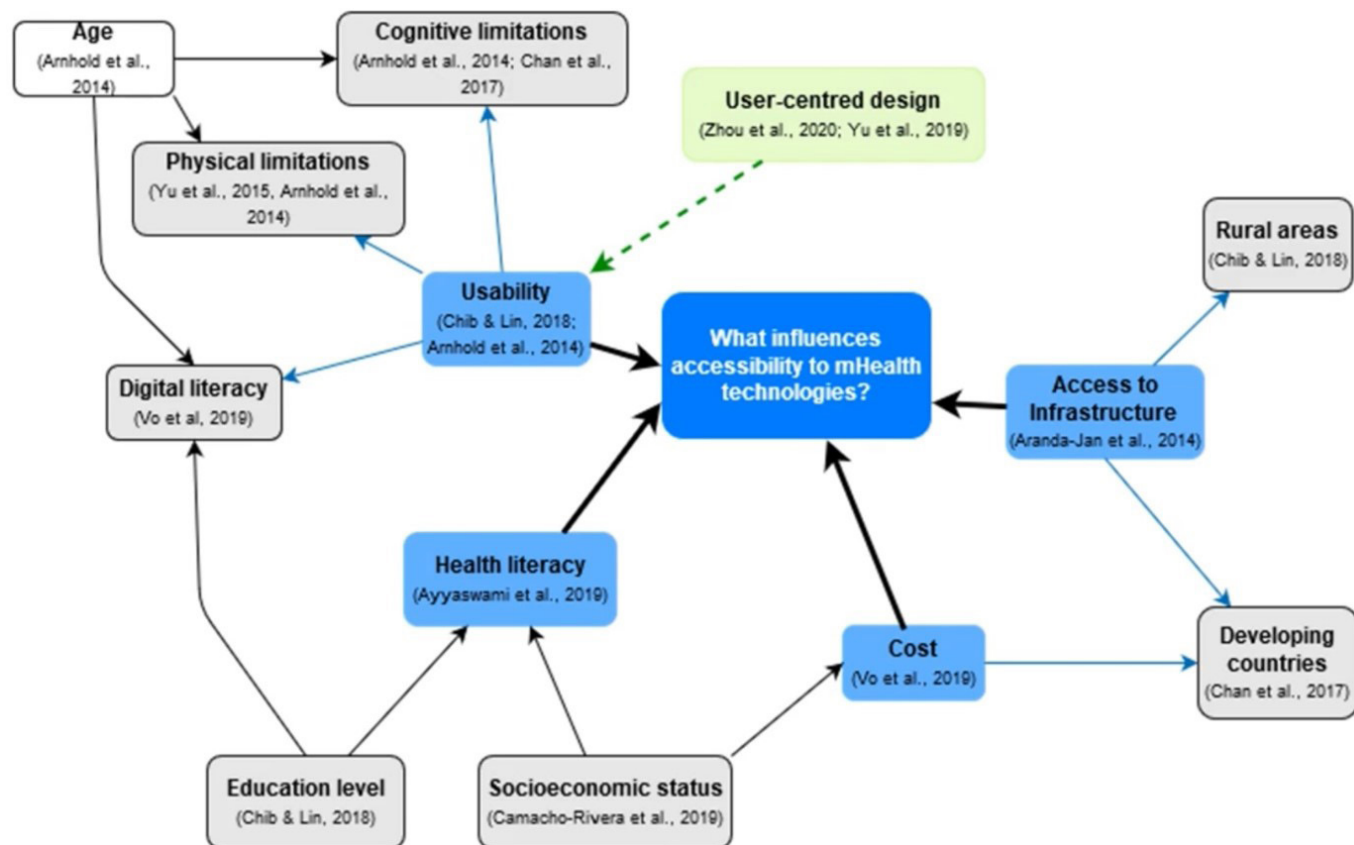 Age
(Arnhold et al.,
2014)
Cognitive limitations
(Arnhold et al., 2014; Chan et al.,
2017)
User-centred design
(Zhou et al., 2020; Yu et al., 2019)
Physical limitations
(Yu et al., 2015, Arnhold et al.,
2014)
Rural areas
(Chib & Lin, 2018)
Usability
(Chib & Lin, 2018;
Arnhold et al., 2014)
What influences
accessibility to mHealth
technologies?
Digital literacy
(Vo et al, 2019)
Access to
Infrastructure
(Aranda-Jan et al., 2014)
Health literacy
(Ayyaswami et al., 2019)
Cost
(Vo et al., 2019)
Developing
countries
(Chan et al., 2017)
Education level
(Chib & Lin, 2018)
Socioeconomic status
(Camacho-Rivera et al., 2019)